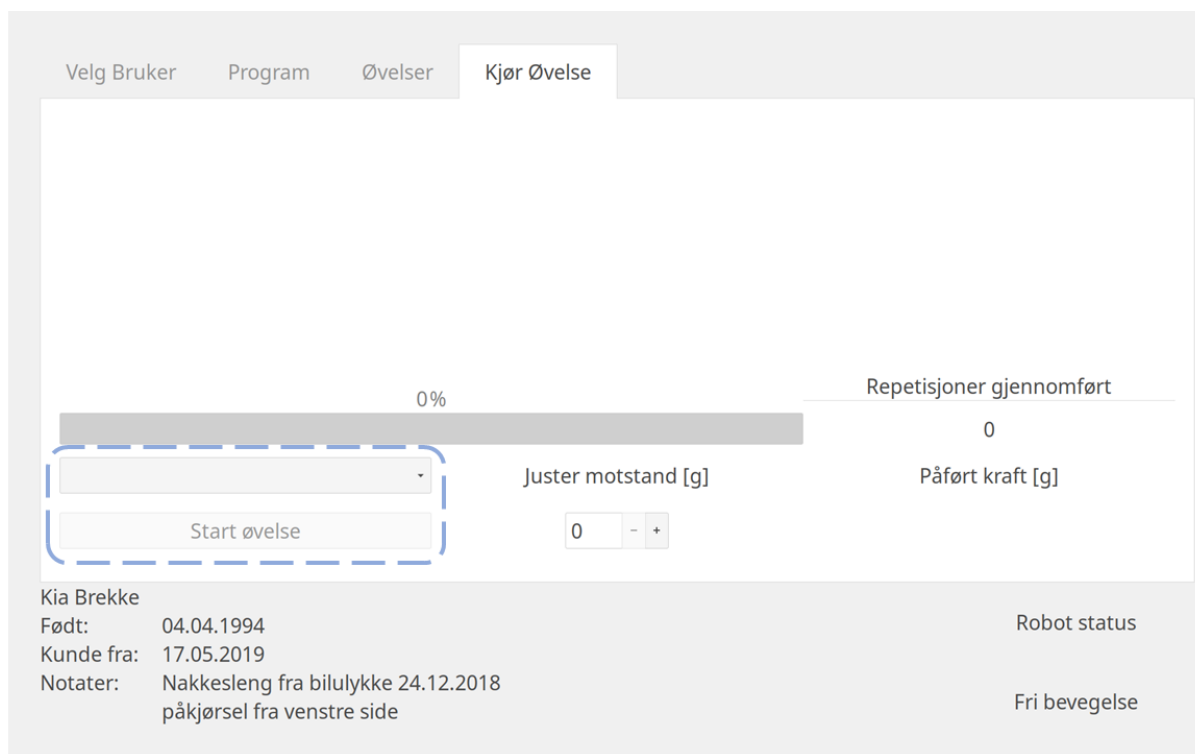 Velg Bruker Program Øvelser Kjør Øvelse
0%
Repetisjoner gjennomført
0
Juster motstand [g] Påført kraft [g]
Start øvelse 0 - +
Kia Brekke
Født: 04.04.1994
Kunde fra: 17.05.2019
Notater: Nakkesleng fra bilulykke 24.12.2018
påkjørsel fra venstre side
Robot status
Fri bevegelse